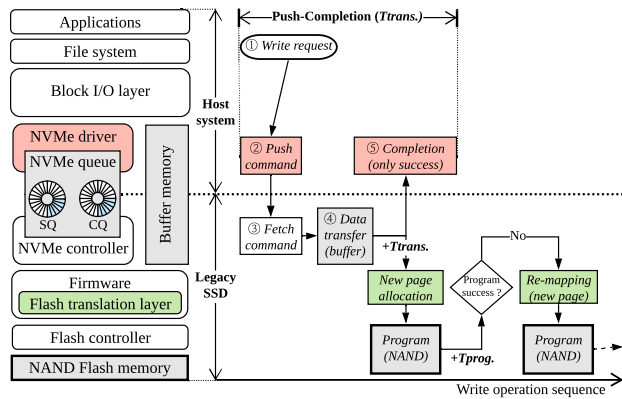 Applications
File system
Block I/O layer
NVMe driver
NVMe queue
SQ
CQ
NVMe controller
Buffer memory
Firmware
Flash translation layer
Flash controller
NAND Flash memory
Host
system
Legacy
SSD
Push-Completion (Ttrans.)
① Write request
② Push
command
⑤ Completion
(only success)
③ Fetch
command
④ Data
transfer
(buffer)
+Ttrans.
New page
allocation
Program
(NAND)
+Tprog.
Program
success ?
No
Re-mapping
(new page)
Program
(NAND)
Write operation sequence